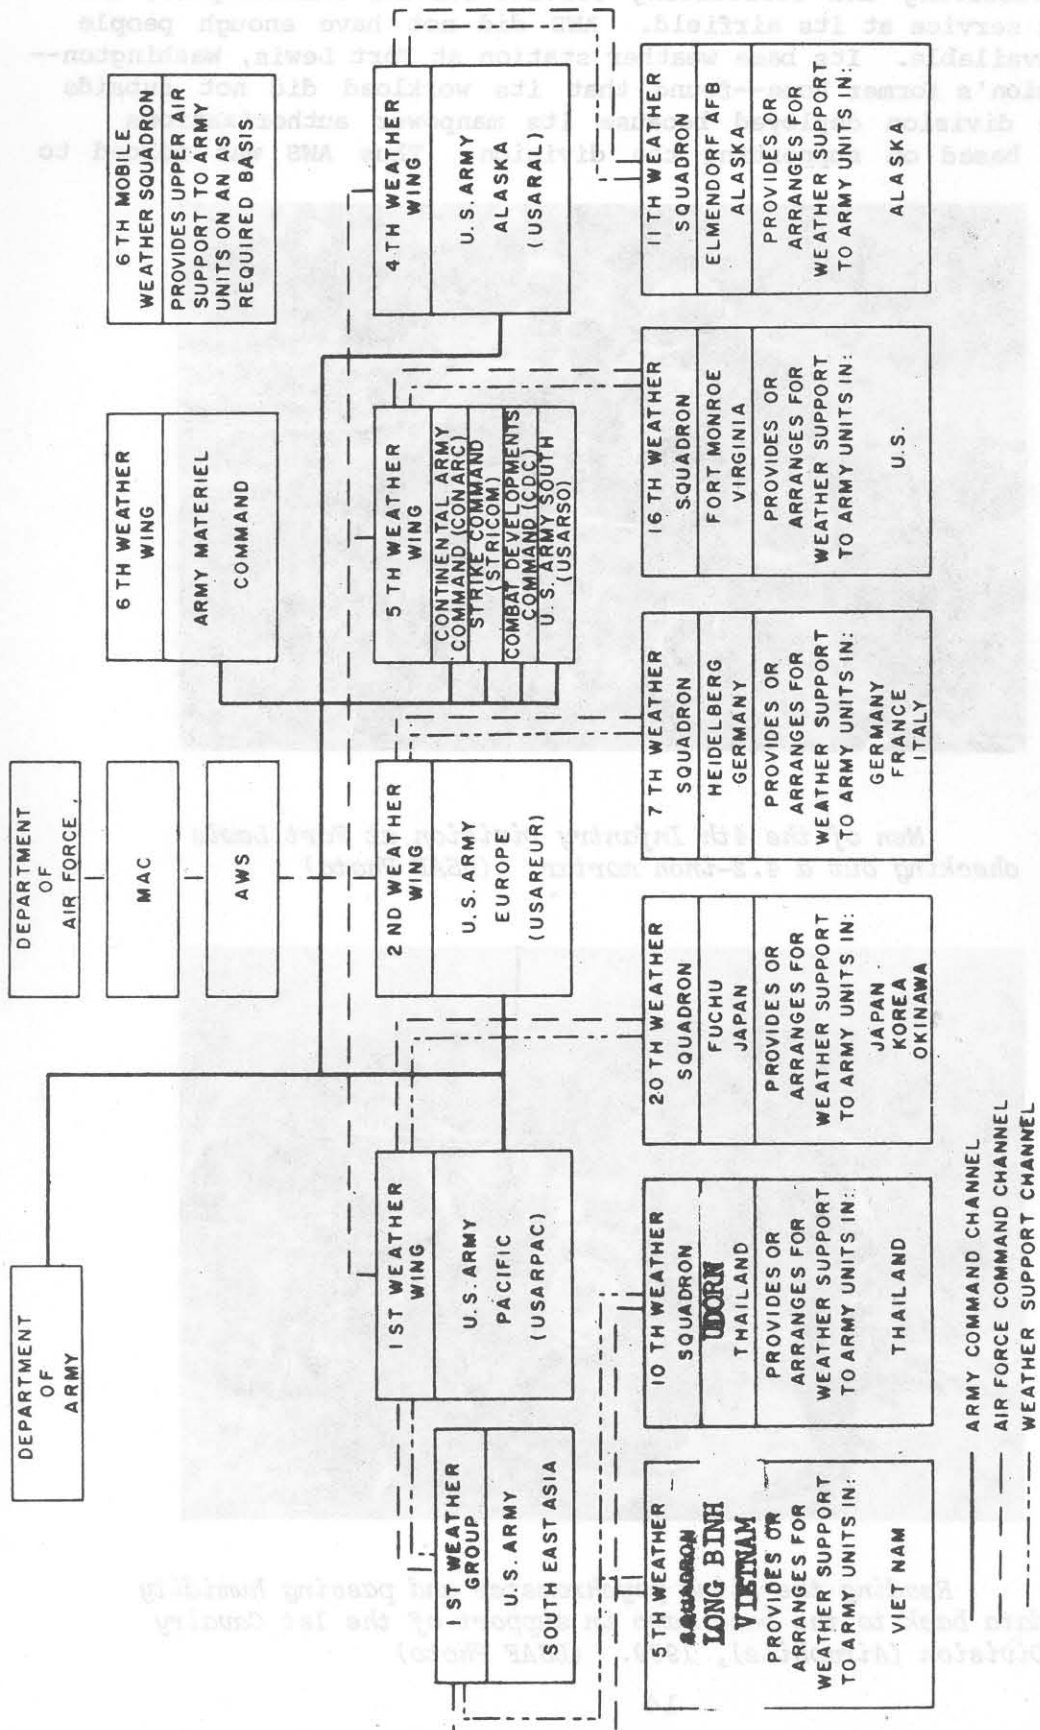 DEPARTMENT
OF
ARMY
DEPARTMENT
OF
AIR FORCE
MAC
AWS
6 TH WEATHER
WING
ARMY MATERIEL
COMMAND
6 TH MOBILE
WEATHER SQUADRON
PROVIDES UPPER AIR
SUPPORT TO ARMY
UNITS ON AN AS
REQUIRED BASIS
1ST WEATHER
GROUP
U.S. ARMY
SOUTH EAST ASIA
1ST WEATHER
WING
U.S. ARMY
PACIFIC
(USARPAC)
2 ND WEATHER
WING
U.S. ARMY
EUROPE
(USAREUR)
5 TH WEATHER
WING
CONTINENTAL ARMY
COMMAND (CONARC)
STRIKE COMMAND
(STRICOM)
COMBAT DEVELOPMENTS
COMMAND (CDC)
U.S. ARMY SOUTH
(USARSO)
4 TH WEATHER
WING
U.S. ARMY
ALASKA
(USARAL)
5 TH WEATHER
SQUADRON
LONG BINH
VIETNAM
PROVIDES OR
ARRANGES FOR
WEATHER SUPPORT
TO ARMY UNITS IN:
VIET NAM
10 TH WEATHER
SQUADRON
UDORN
THAILAND
PROVIDES OR
ARRANGES FOR
WEATHER SUPPORT
TO ARMY UNITS IN:
THAILAND
20 TH WEATHER
SQUADRON
FUCHU
JAPAN
PROVIDES OR
ARRANGES FOR
WEATHER SUPPORT
TO ARMY UNITS IN:
JAPAN
KOREA
OKINAWA
7 TH WEATHER
SQUADRON
HEIDELBERG
GERMANY
PROVIDES OR
ARRANGES FOR
WEATHER SUPPORT
TO ARMY UNITS IN:
GERMANY
FRANCE
ITALY
16 TH WEATHER
SQUADRON
FORT MONROE
VIRGINIA
PROVIDES OR
ARRANGES FOR
WEATHER SUPPORT
TO ARMY UNITS IN:
U.S.
11TH WEATHER
SQUADRON
ELMENDORF AFB
ALASKA
PROVIDES OR
ARRANGES FOR
WEATHER SUPPORT
TO ARMY UNITS IN:
ALASKA
ARMY COMMAND CHANNEL
AIR FORCE COMMAND CHANNEL
WEATHER SUPPORT CHANNEL